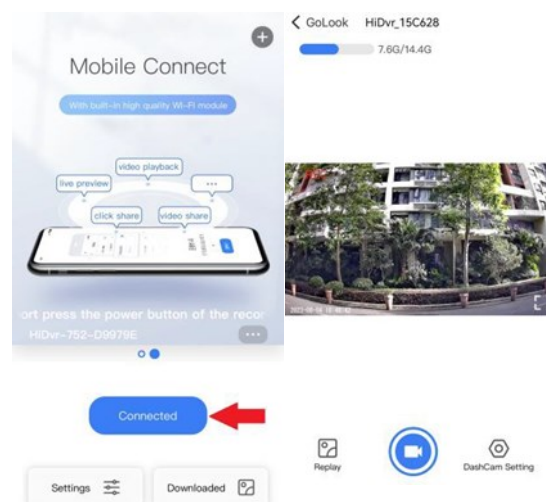 Mobile Connect
With built-in high quality WI-FI module
video playback
live preview
...
click share
video share
ort press the power button of the recor
HiDvr-752-D9979E
...
Connected
Settings
Downloaded
GoLook
HiDvr_15C628
7.6G/14.4G
Replay
DashCam Setting